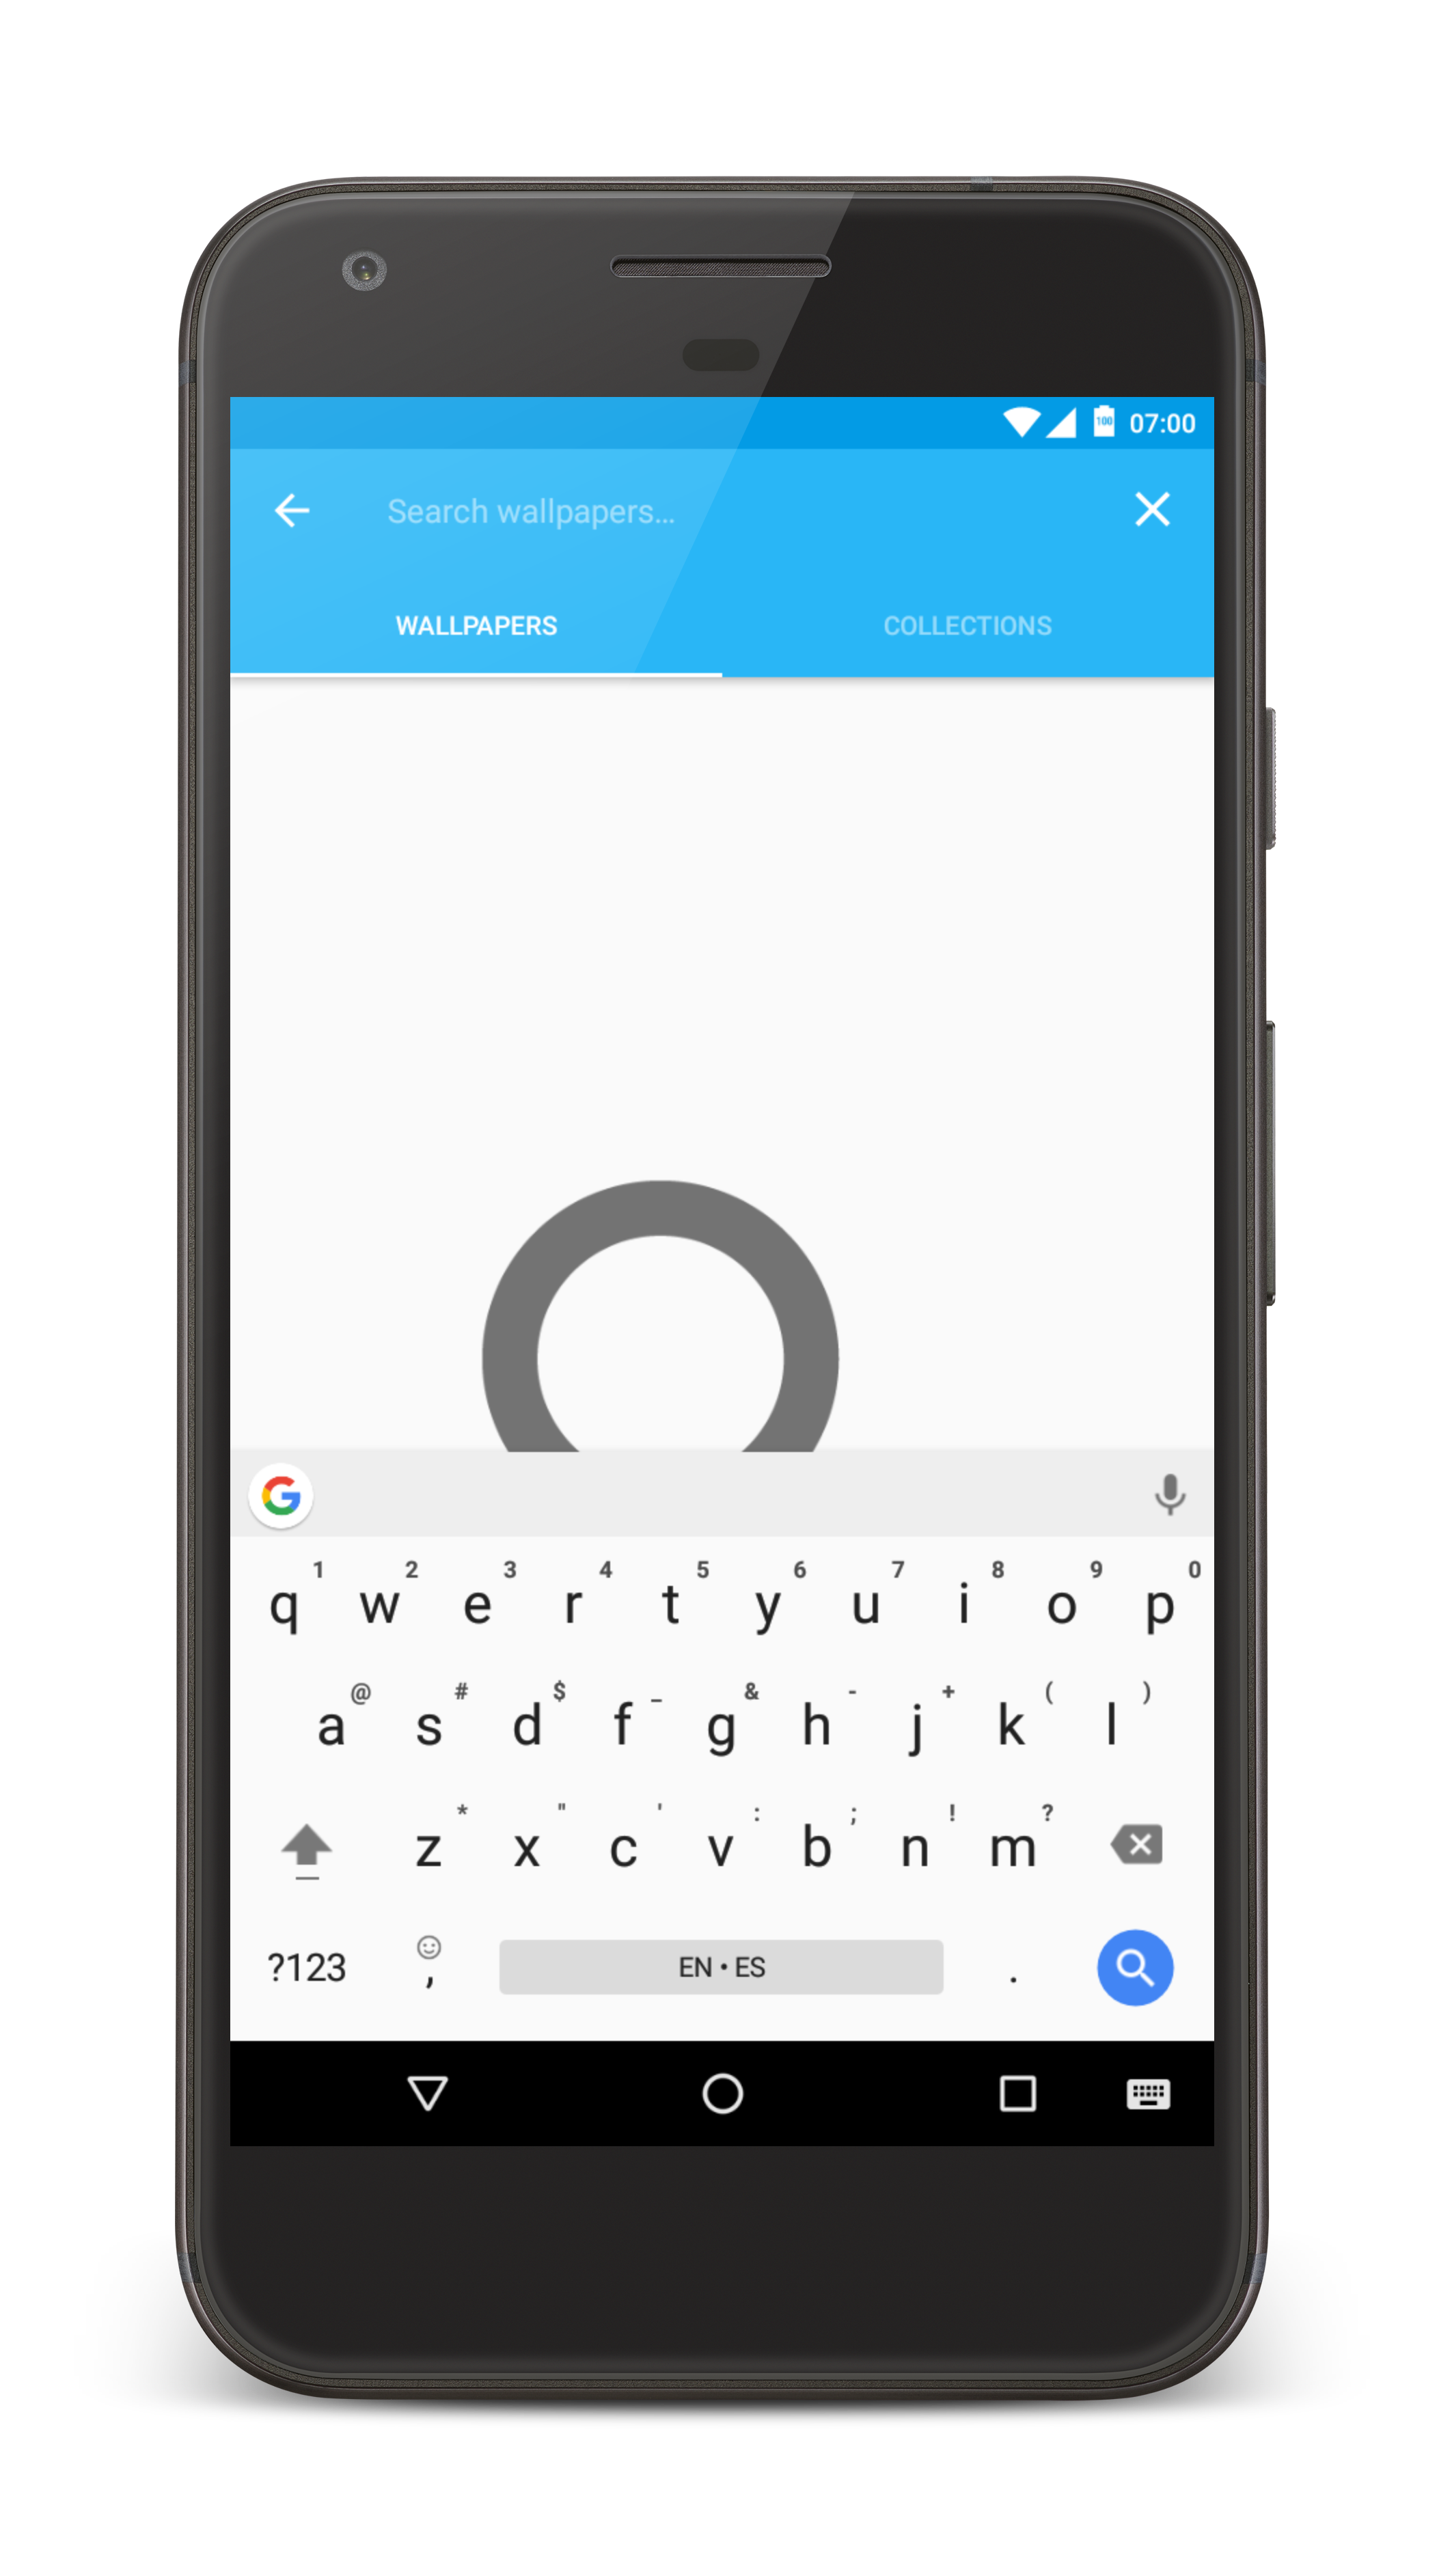 100 07:00
Search wallpapers...
WALLPAPERS COLLECTIONS
G
1 2 3 4 5 6 7 8 9 0
q w e r t y u i o p
@ # $ _ & - + ( )
a s d f g h j k l
* " ' : ; ! ?
z x c v b n m
?123 , EN • ES .